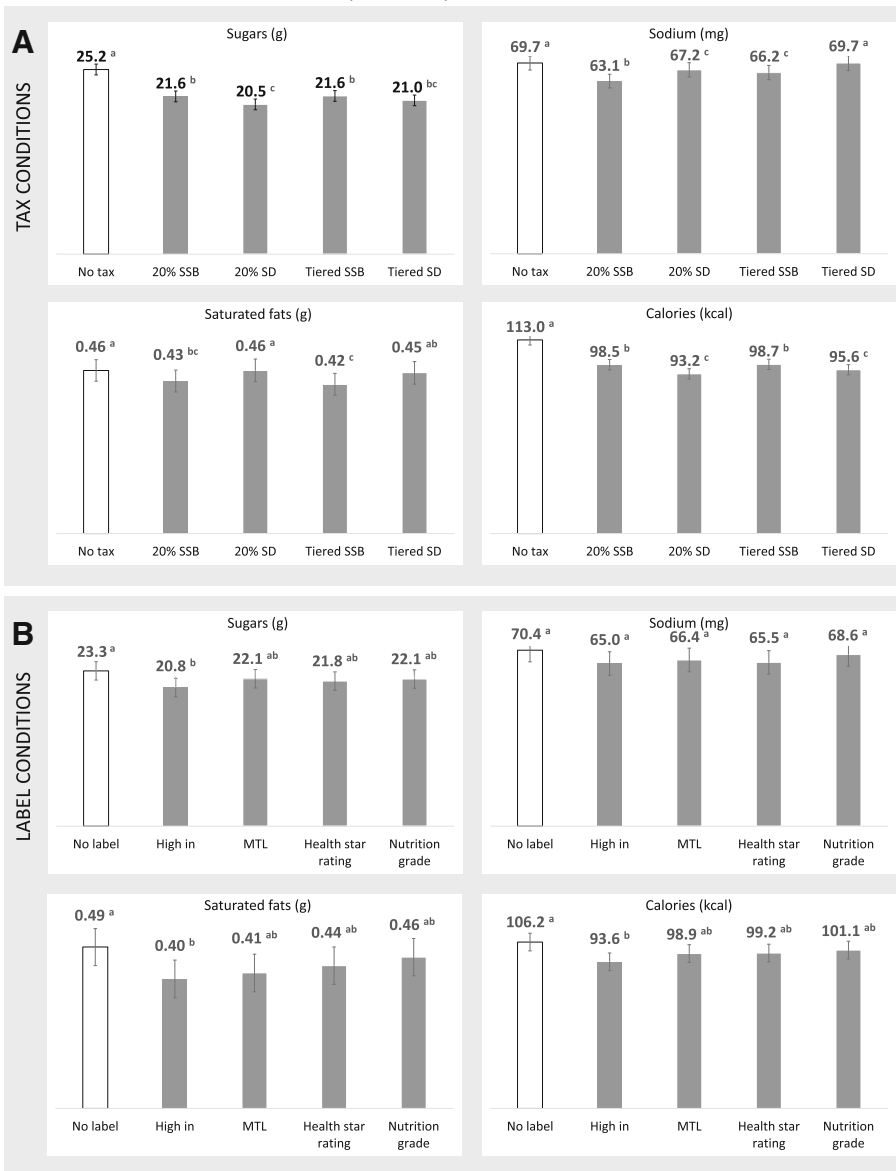 A
TAX CONDITIONS
Sugars (g)
25.2 a
21.6 b
20.5 c
21.6 b
21.0 bc
No tax 20% SSB 20% SD Tiered SSB Tiered SD
Sodium (mg)
69.7 a
63.1 b
67.2 c
66.2 c
69.7 a
No tax 20% SSB 20% SD Tiered SSB Tiered SD
Saturated fats (g)
0.46 a
0.43 bc
0.46 a
0.42 c
0.45 ab
No tax 20% SSB 20% SD Tiered SSB Tiered SD
Calories (kcal)
113.0 a
98.5 b
93.2 c
98.7 b
95.6 c
No tax 20% SSB 20% SD Tiered SSB Tiered SD
B
LABEL CONDITIONS
Sugars (g)
23.3 a
20.8 b
22.1 ab
21.8 ab
22.1 ab
No label High in MTL Health star Nutrition
rating grade
Sodium (mg)
70.4 a
65.0 a
66.4 a
65.5 a
68.6 a
No label High in MTL Health star Nutrition
rating grade
Saturated fats (g)
0.49 a
0.40 b
0.41 ab
0.44 ab
0.46 ab
No label High in MTL Health star Nutrition
rating grade
Calories (kcal)
106.2 a
93.6 b
98.9 ab
99.2 ab
101.1 ab
No label High in MTL Health star Nutrition
rating grade